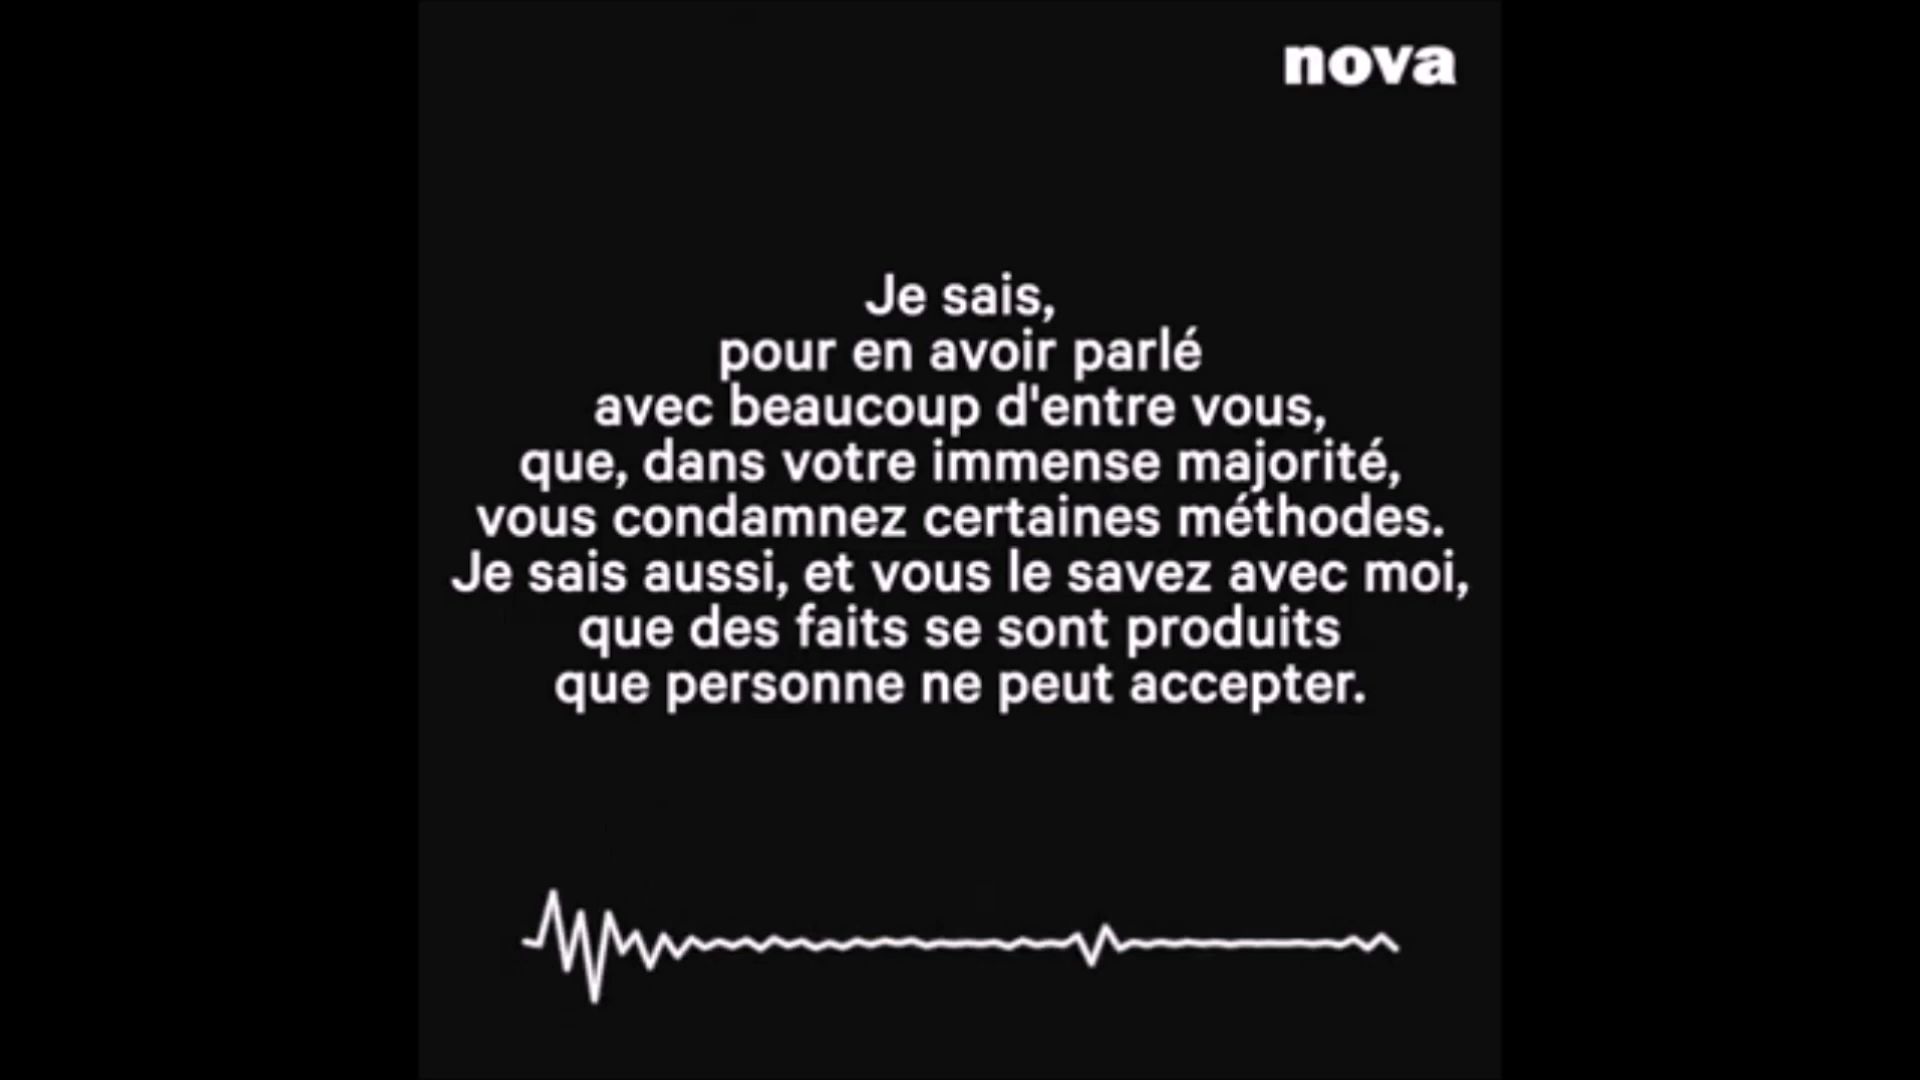 nova
Je sais,
pour en avoir parlé
avec beaucoup d'entre vous,
que, dans votre immense majorité,
vous condamnez certaines méthodes.
Je sais aussi, et vous le savez avec moi,
que des faits se sont produits
que personne ne peut accepter.